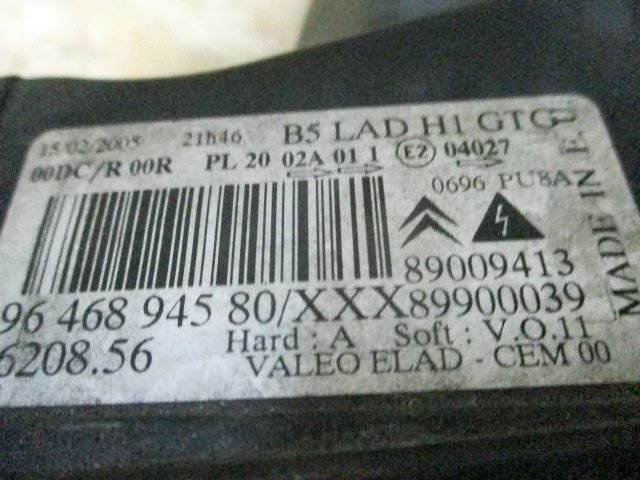 15/02/2005 21h46 B5 LAD H1 GTC
00DC/R 00R PL 20 02A 01 1 E2 04027
0696 PU8A
MADE IN E.U
89009413
96 468 945 80/XXX89900039
6208.56 Hard : A Soft : V.O.11
VALEO ELAD - CEM 00